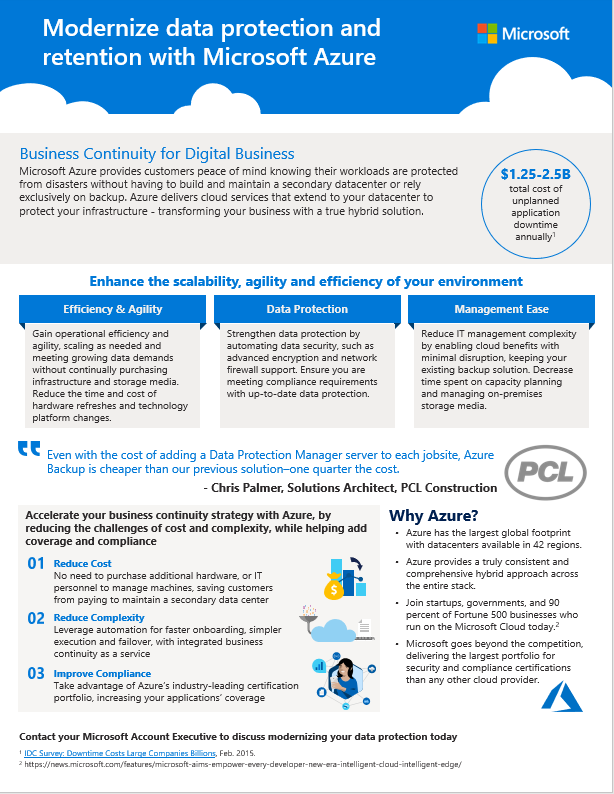 Modernize data protection and
retention with Microsoft Azure
Microsoft
Business Continuity for Digital Business
Microsoft Azure provides customers peace of mind knowing their workloads are protected
from disasters without having to build and maintain a secondary datacenter or rely
exclusively on backup. Azure delivers cloud services that extend to your datacenter to
protect your infrastructure - transforming your business with a true hybrid solution.
$1.25-2.5B
total cost of
unplanned
application
downtime
annually¹
Enhance the scalability, agility and efficiency of your environment
Efficiency & Agility
Gain operational efficiency and
agility, scaling as needed and
meeting growing data demands
without continually purchasing
infrastructure and storage media.
Reduce the time and cost of
hardware refreshes and technology
platform changes.
Data Protection
Strengthen data protection by
automating data security, such as
advanced encryption and network
firewall support. Ensure you are
meeting compliance requirements
with up-to-date data protection.
Management Ease
Reduce IT management complexity
by enabling cloud benefits with
minimal disruption, keeping your
existing backup solution. Decrease
time spent on capacity planning
and managing on-premises
storage media.
Even with the cost of adding a Data Protection Manager server to each jobsite, Azure
Backup is cheaper than our previous solution–one quarter the cost.
- Chris Palmer, Solutions Architect, PCL Construction
PCL
Accelerate your business continuity strategy with Azure, by
reducing the challenges of cost and complexity, while helping add
coverage and compliance
01 Reduce Cost
No need to purchase additional hardware, or IT
personnel to manage machines, saving customers
from paying to maintain a secondary data center
02 Reduce Complexity
Leverage automation for faster onboarding, simpler
execution and failover, with integrated business
continuity as a service
03 Improve Compliance
Take advantage of Azure's industry-leading certification
portfolio, increasing your applications' coverage
$
Why Azure?
• Azure has the largest global footprint
with datacenters available in 42 regions.
• Azure provides a truly consistent and
comprehensive hybrid approach across
the entire stack.
• Join startups, governments, and 90
percent of Fortune 500 businesses who
run on the Microsoft Cloud today.²
• Microsoft goes beyond the competition,
delivering the largest portfolio for
security and compliance certifications
than any other cloud provider.
Contact your Microsoft Account Executive to discuss modernizing your data protection today
¹ IDC Survey: Downtime Costs Large Companies Billions, Feb. 2015.
² https://news.microsoft.com/features/microsoft-aims-empower-every-developer-new-era-intelligent-cloud-intelligent-edge/